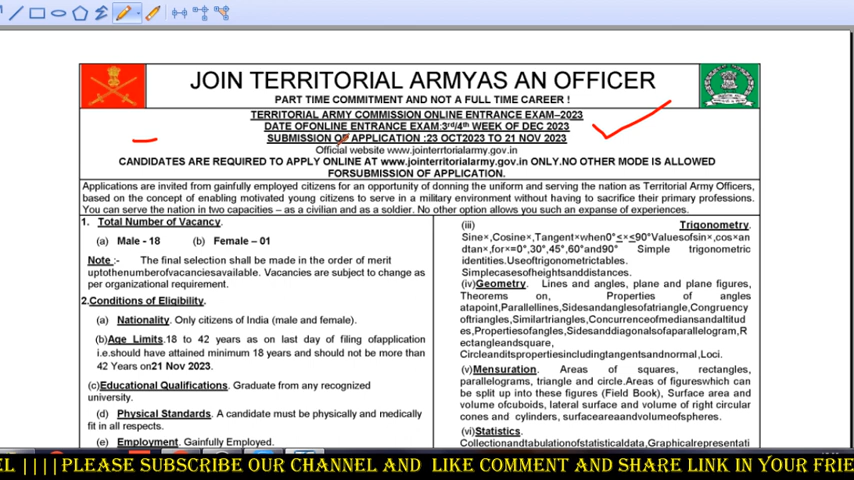 JOIN TERRITORIAL ARMYAS AN OFFICER
PART TIME COMMITMENT AND NOT A FULL TIME CAREER !
TERRITORIAL ARMY COMMISSION ONLINE ENTRANCE EXAM–2023
DATE OFONLINE ENTRANCE EXAM:3rd/4th WEEK OF DEC 2023
SUBMISSION OF APPLICATION :23 OCT2023 TO 21 NOV 2023
Official website www.jointerritorialarmy.gov.in
CANDIDATES ARE REQUIRED TO APPLY ONLINE AT www.jointerritorialarmy.gov.in ONLY.NO OTHER MODE IS ALLOWED
FORSUBMISSION OF APPLICATION.
Applications are invited from gainfully employed citizens for an opportunity of donning the uniform and serving the nation as Territorial Army Officers,
based on the concept of enabling motivated young citizens to serve in a military environment without having to sacrifice their primary professions.
You can serve the nation in two capacities – as a civilian and as a soldier. No other option allows you such an expanse of experiences.
1. Total Number of Vacancy.
(a) Male - 18 (b) Female – 01
Note :- The final selection shall be made in the order of merit
uptothenumberofvacanciesavailable. Vacancies are subject to change as
per organizational requirement.
2.Conditions of Eligibility.
(a) Nationality. Only citizens of India (male and female).
(b)Age Limits.18 to 42 years as on last day of filing ofapplication
i.e.should have attained minimum 18 years and should not be more than
42 Years on21 Nov 2023.
(c)Educational Qualifications. Graduate from any recognized
university.
(d) Physical Standards. A candidate must be physically and medically
fit in all respects.
(e) Employment. Gainfully Employed.
(iii) Trigonometry.
Sine×,Cosine×,Tangent×when0°<×<90°Valuesofsin×,cos×an
dtan×,for×=0°,30°,45°,60°and90° Simple trigonometric
identities.Useoftrigonometrictables.
Simplecasesofheightsanddistances.
(iv)Geometry. Lines and angles, plane and plane figures,
Theorems on, Properties of angles
atapoint,Parallellines,Sidesandanglesofatriangle,Congruency
oftriangles,Similartriangles,Concurrenceofmediansandaltitud
es,Propertiesofangles,Sidesanddiagonalsofaparallelogram,R
ectangleandsquare,
Circleanditspropertiesincludingtangentsandnormal,Loci.
(v)Mensuration. Areas of squares, rectangles,
parallelograms, triangle and circle.Areas of figureswhich can
be split up into these figures (Field Book), Surface area and
volume ofcuboids, lateral surface and volume of right circular
cones and cylinders, surfaceareaandvolumeofspheres.
(vi)Statistics.
Collectionandtabulationofstatisticaldata,Graphicalrepresentati
EL ||||PLEASE SUBSCRIBE OUR CHANNEL AND LIKE COMMENT AND SHARE LINK IN YOUR FRIE